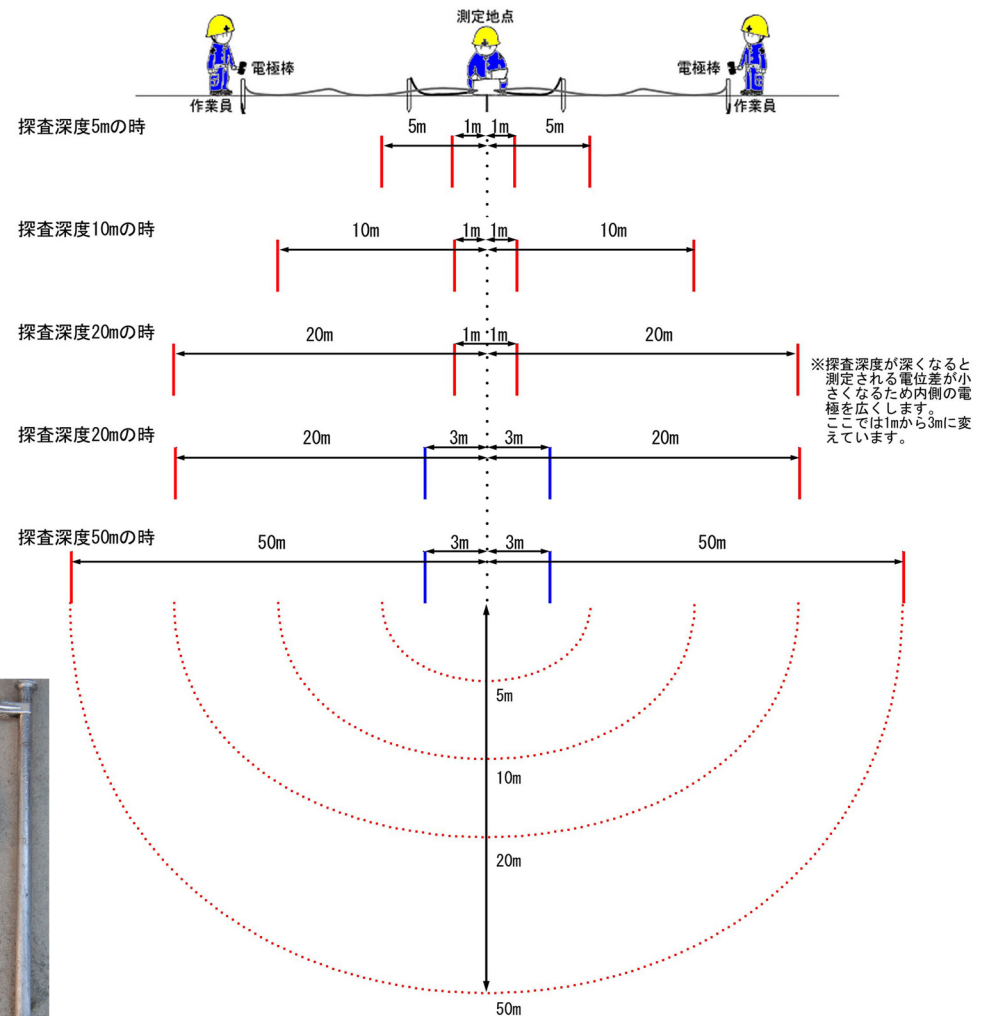 測定地点
電極棒
電極棒
作業員
作業員
探査深度5mの時
5m
1m
1m
5m
探査深度10mの時
10m
1m
1m
10m
探査深度20mの時
20m
1m
1m
20m
※探査深度が深くなると
測定される電位差が小
さくなるため内側の電
極を広くします。
ここでは1mから3mに変
えています。
探査深度20mの時
20m
3m
3m
20m
探査深度50mの時
50m
3m
3m
50m
5m
10m
20m
50m